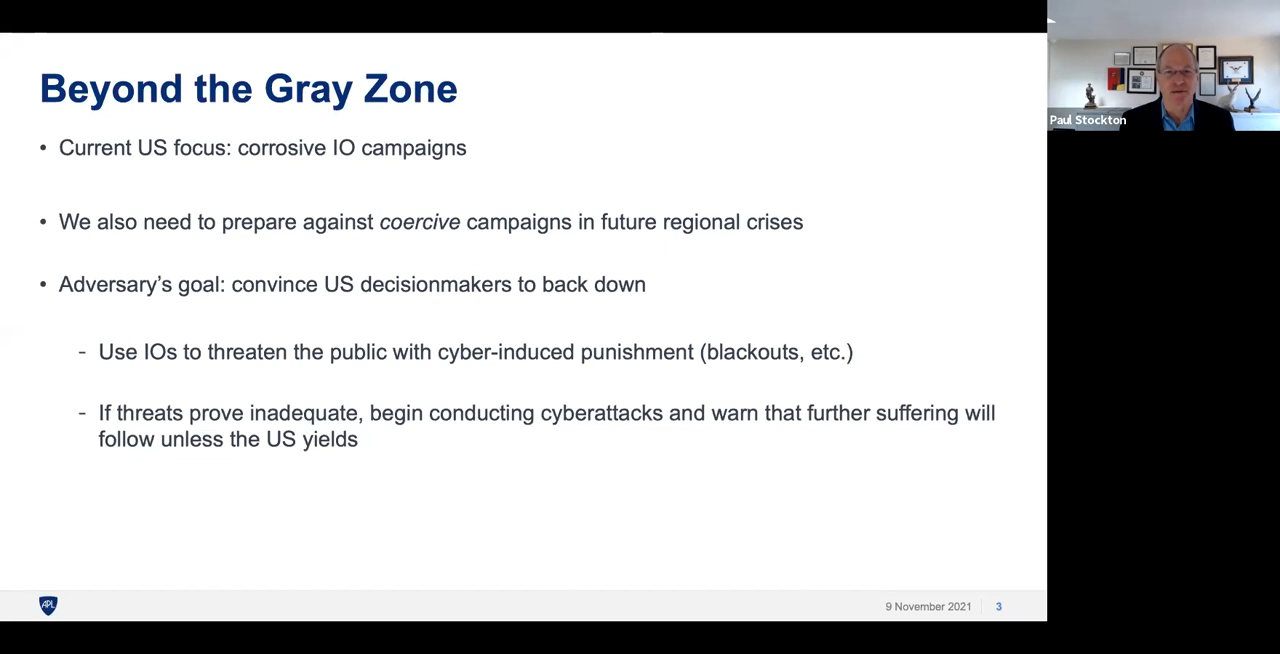 Beyond the Gray Zone
• Current US focus: corrosive IO campaigns
• We also need to prepare against coercive campaigns in future regional crises
• Adversary’s goal: convince US decisionmakers to back down
- Use IOs to threaten the public with cyber-induced punishment (blackouts, etc.)
- If threats prove inadequate, begin conducting cyberattacks and warn that further suffering will
follow unless the US yields
APL
9 November 2021
3
Paul Stockton